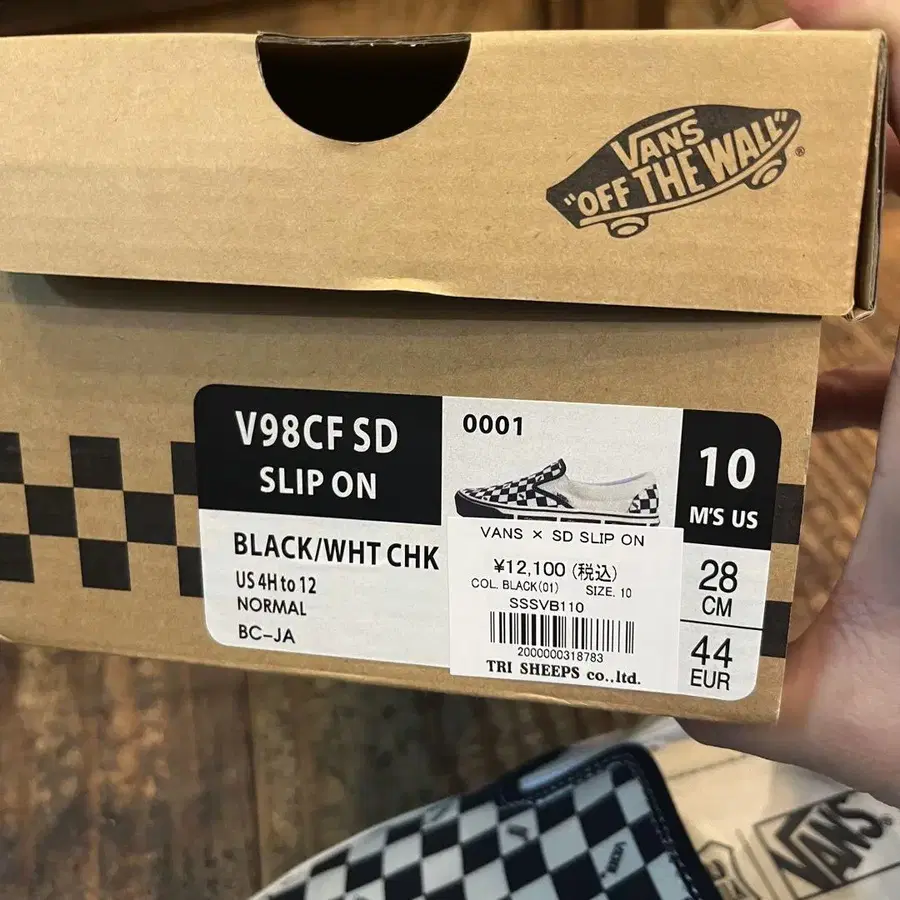 VANS
"OFF THE WALL"
®
V98CF SD
SLIP ON
0001
10
M'S US
BLACK/WHT CHK
US 4H to 12
NORMAL
BC-JA
VANS × SD SLIP ON
¥12,100 (税込)
COL. BLACK(01) SIZE. 10
SSSVB110
2000000318783
TRI SHEEPS co.,ltd.
28
CM
44
EUR
VANS